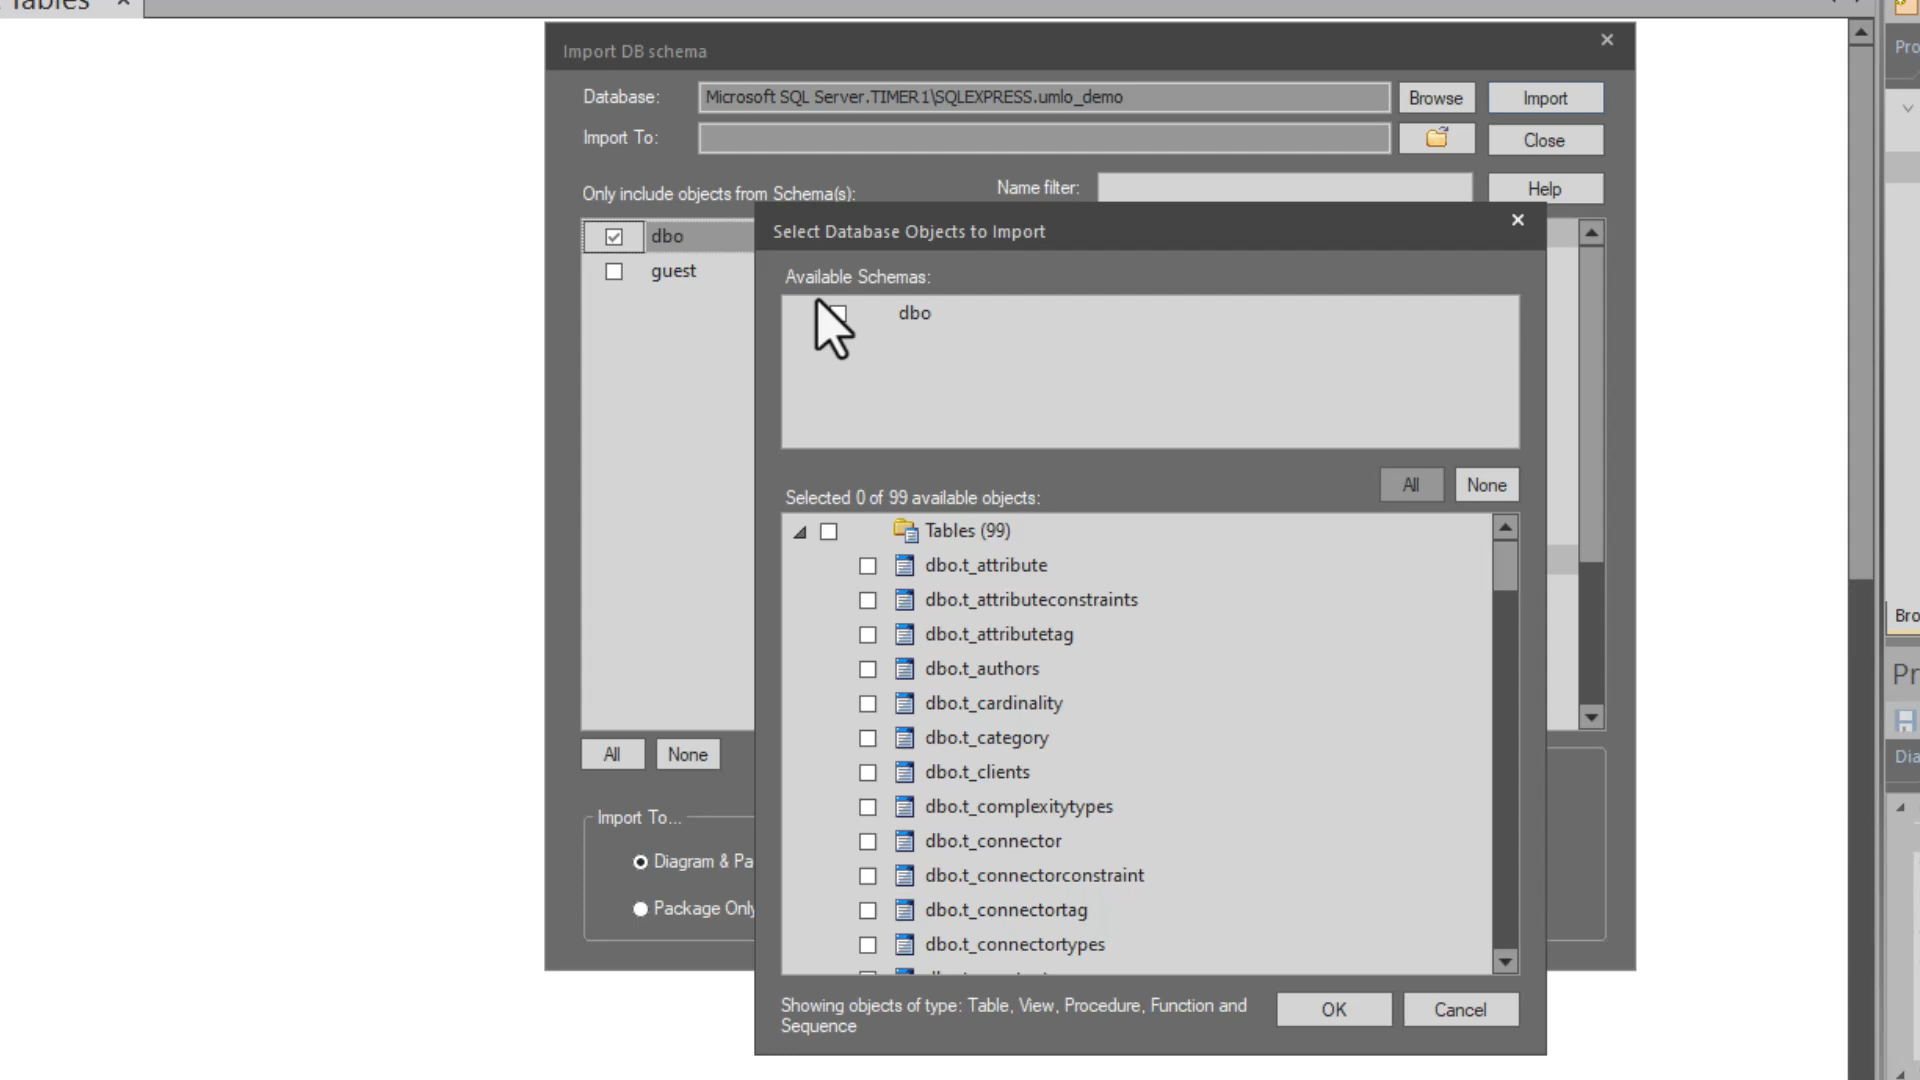 Tables
Import DB schema
Database:
Microsoft SQL Server.TIMER1\SQLEXPRESS.umlo_demo
Browse
Import
Import To:
Close
Only include objects from Schema(s):
Name filter:
Help
dbo
guest
Select Database Objects to Import
Available Schemas:
dbo
All
None
Selected 0 of 99 available objects:
Tables (99)
dbo.t_attribute
dbo.t_attributeconstraints
dbo.t_attributetag
dbo.t_authors
dbo.t_cardinality
dbo.t_category
dbo.t_clients
dbo.t_complexitytypes
dbo.t_connector
dbo.t_connectorconstraint
dbo.t_connectortag
dbo.t_connectortypes
Showing objects of type: Table, View, Procedure, Function and
Sequence
OK
Cancel
All
None
Import To...
Diagram & Pa
Package Only
Pro
Bro
Pr
Dia